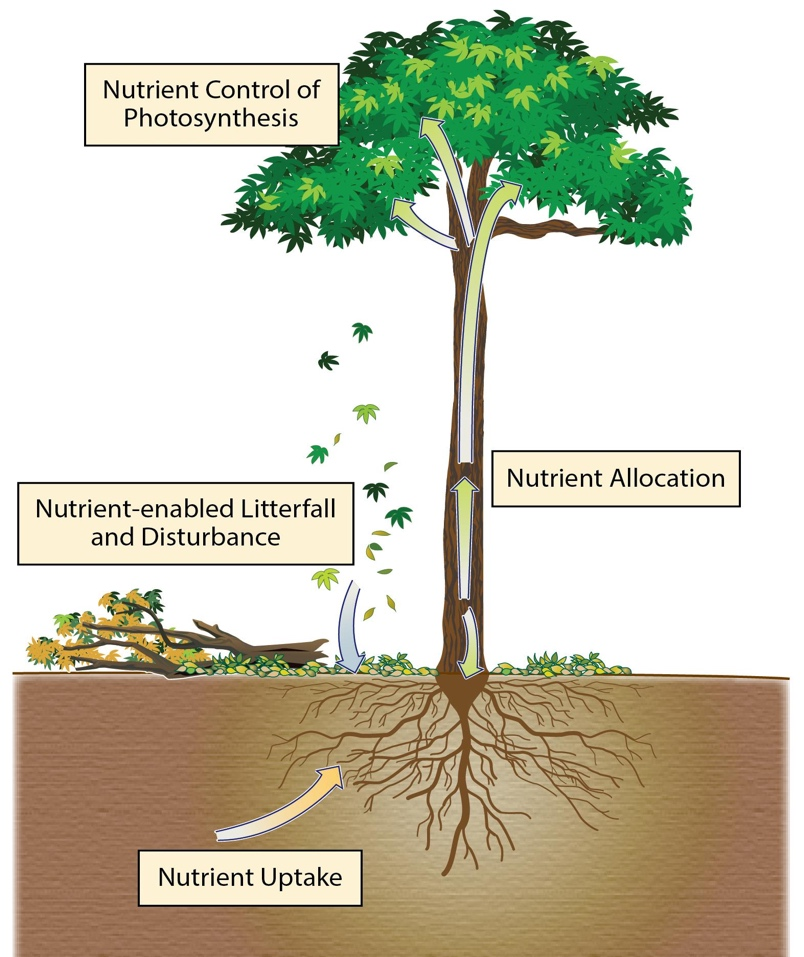 Nutrient Control of
Photosynthesis
Nutrient Allocation
Nutrient-enabled Litterfall
and Disturbance
Nutrient Uptake